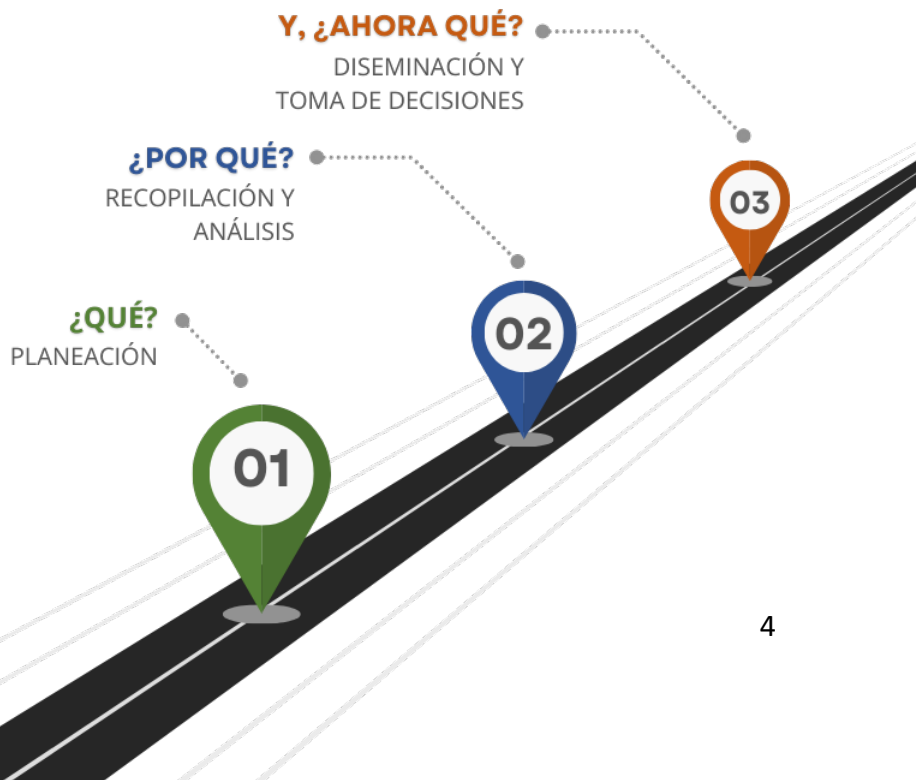 Y, ¿AHORA QUÉ?
DISEMINACIÓN Y
TOMA DE DECISIONES
¿POR QUÉ?
RECOPILACIÓN Y
ANÁLISIS
¿QUÉ?
PLANEACIÓN
03
02
01
4